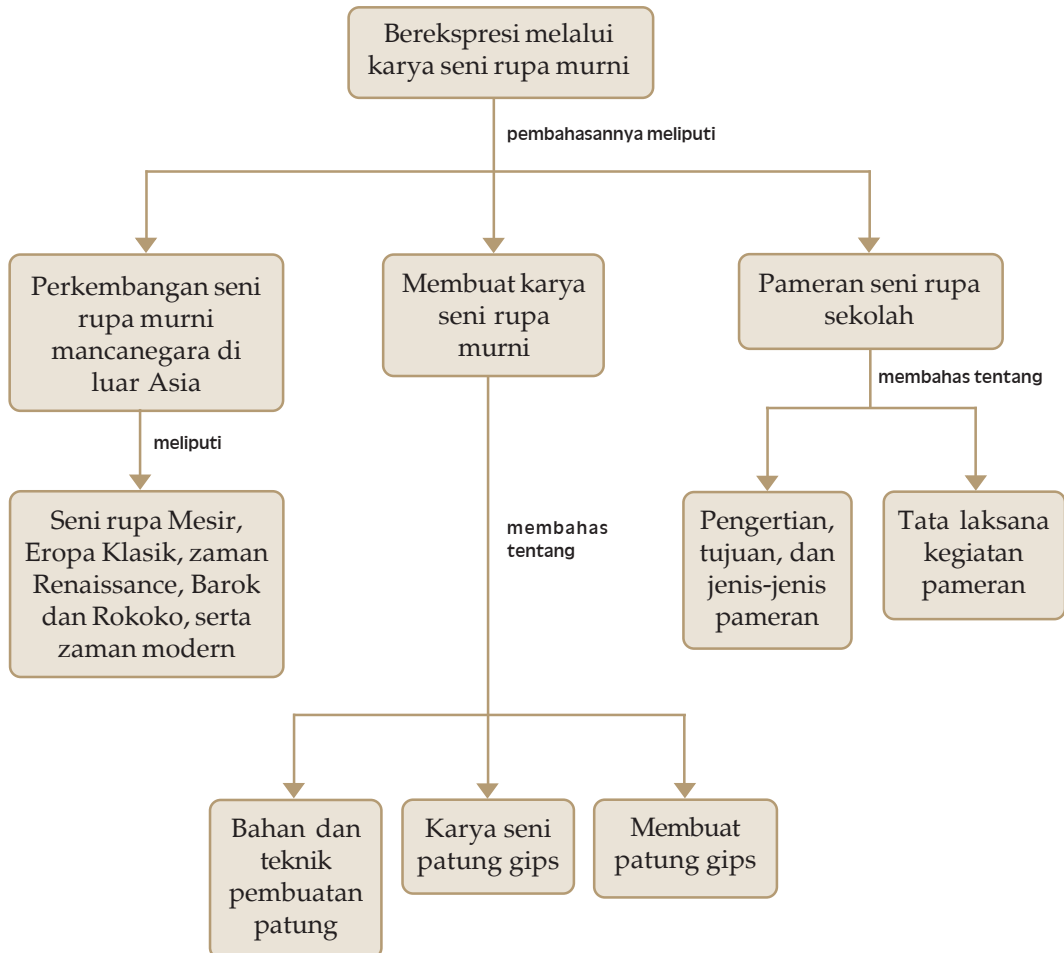 Berekspresi melalui
karya seni rupa murni
pembahasannya meliputi
Perkembangan seni
rupa murni
mancanegara di
luar Asia
Membuat karya
seni rupa
murni
Pameran seni rupa
sekolah
meliputi
membahas tentang
Seni rupa Mesir,
Eropa Klasik, zaman
Renaissance, Barok
dan Rokoko, serta
zaman modern
membahas
tentang
Pengertian,
tujuan, dan
jenis-jenis
pameran
Tata laksana
kegiatan
pameran
Bahan dan
teknik
pembuatan
patung
Karya seni
patung gips
Membuat
patung gips